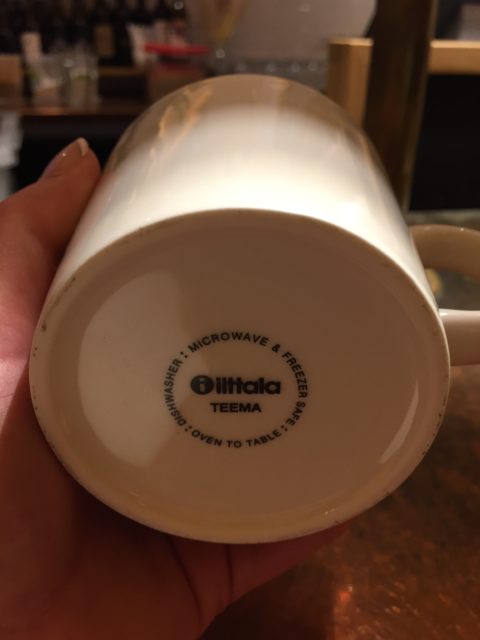 DISHWASHER : MICROWAVE & FREEZER SAFE : OVEN TO TABLE :
iittala
TEEMA